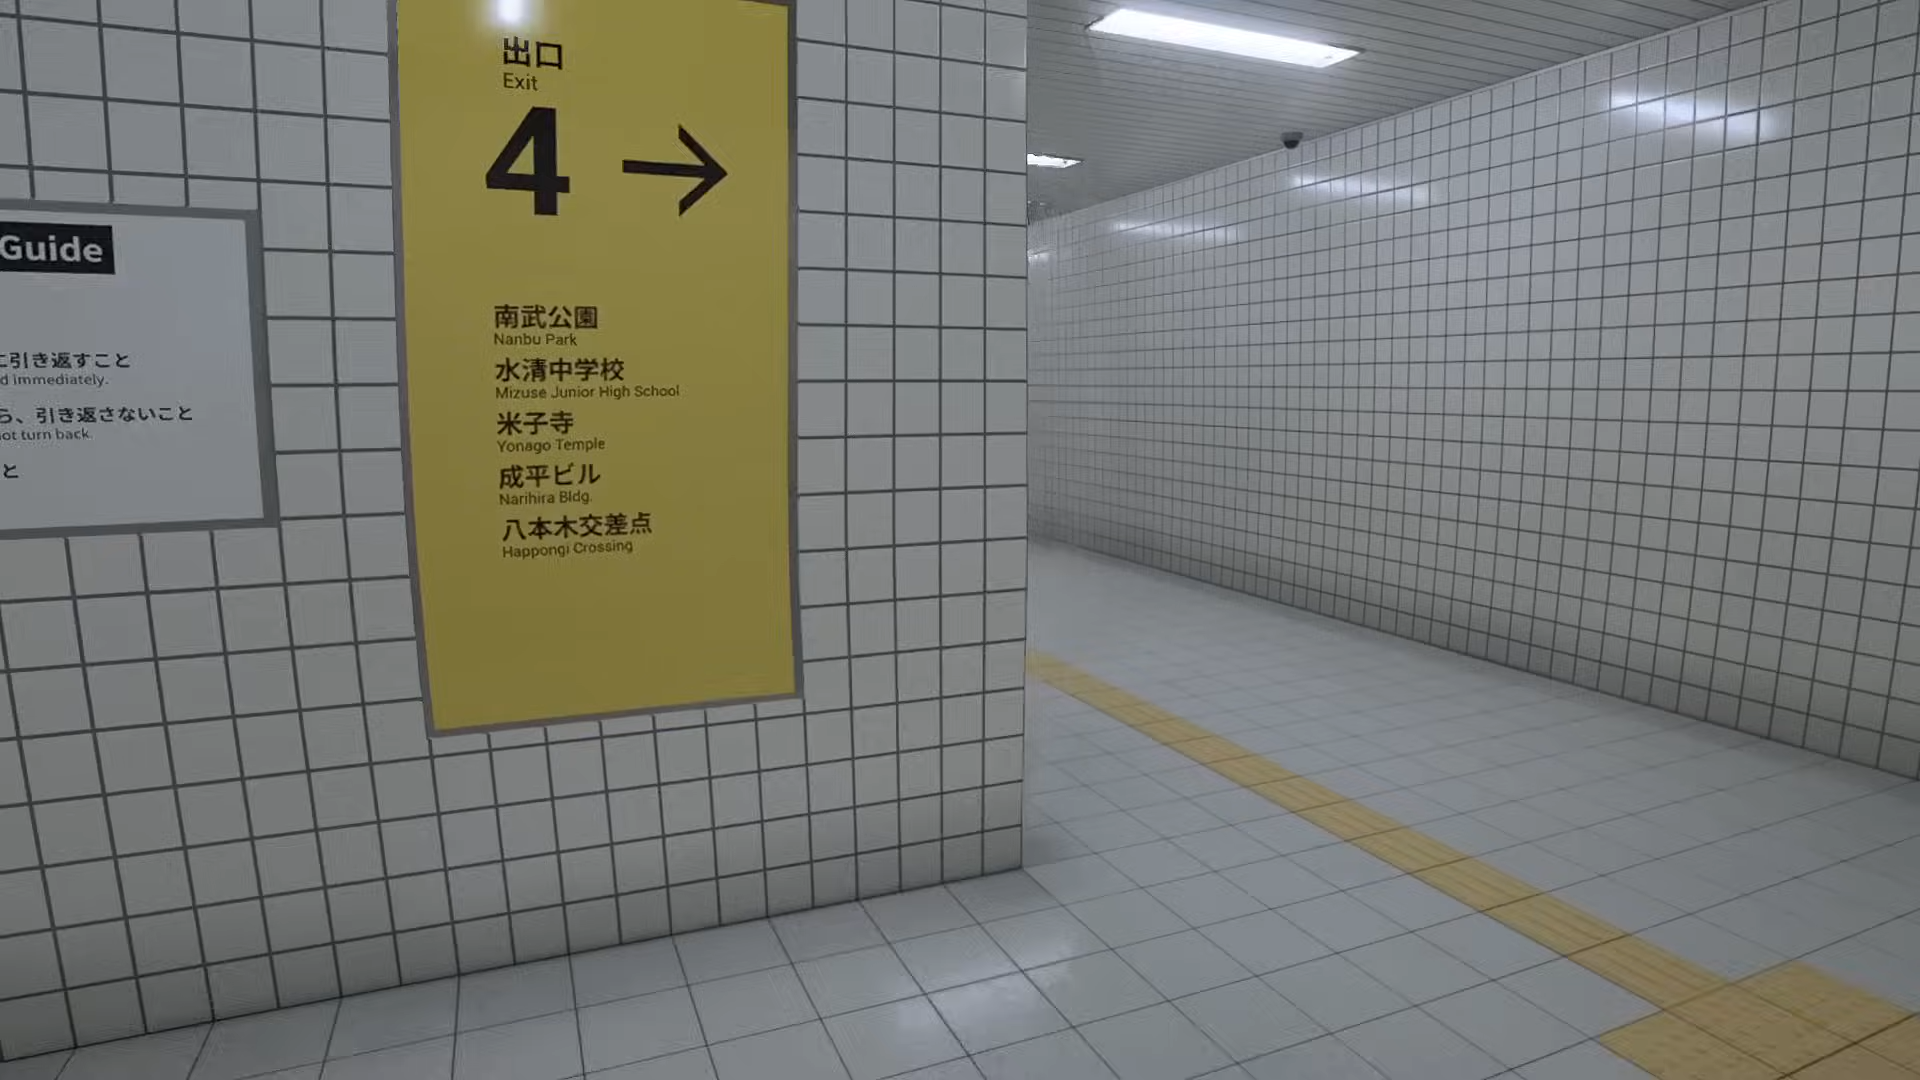 Guide
に引き返すこと
d immediately.
ら、引き返さないこと
not turn back.
と
出口
Exit
4 →
南武公園
Nanbu Park
水清中学校
Mizuse Junior High School
米子寺
Yonago Temple
成平ビル
Narihira Bldg.
八本木交差点
Happongi Crossing